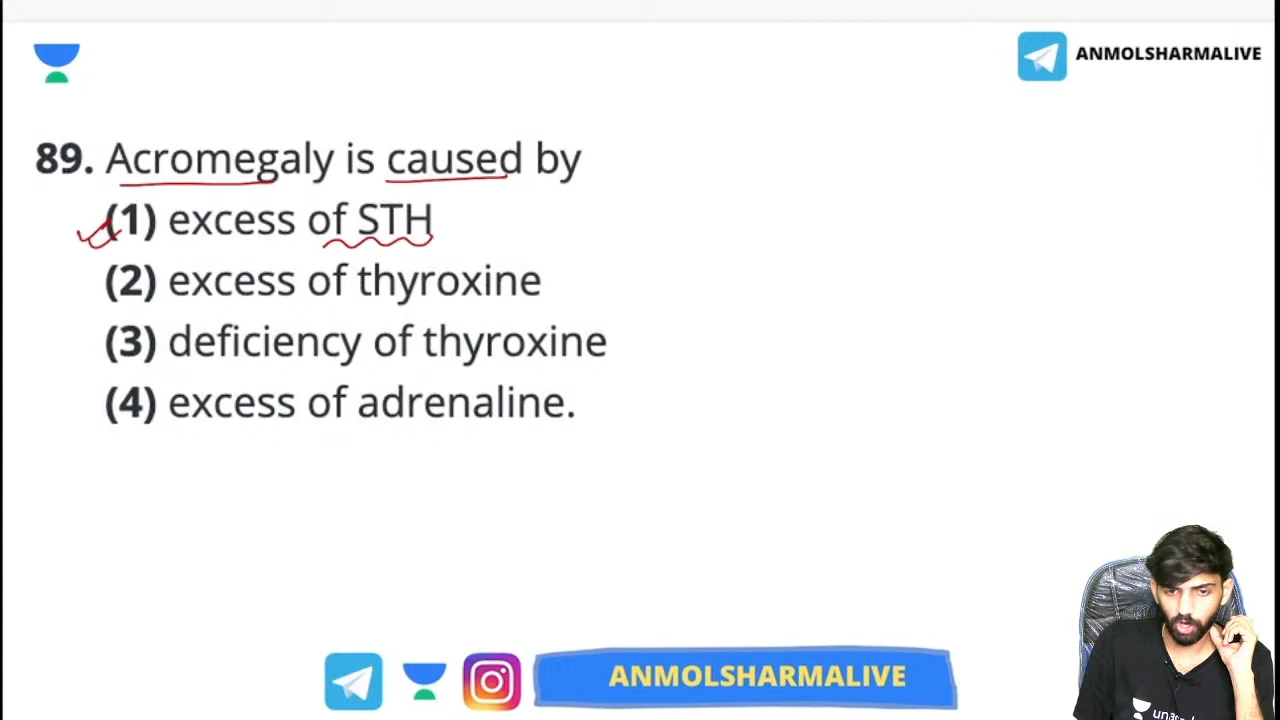 ANMOLSHARMALIVE
89. Acromegaly is caused by
(1) excess of STH
(2) excess of thyroxine
(3) deficiency of thyroxine
(4) excess of adrenaline.
ANMOLSHARMALIVE